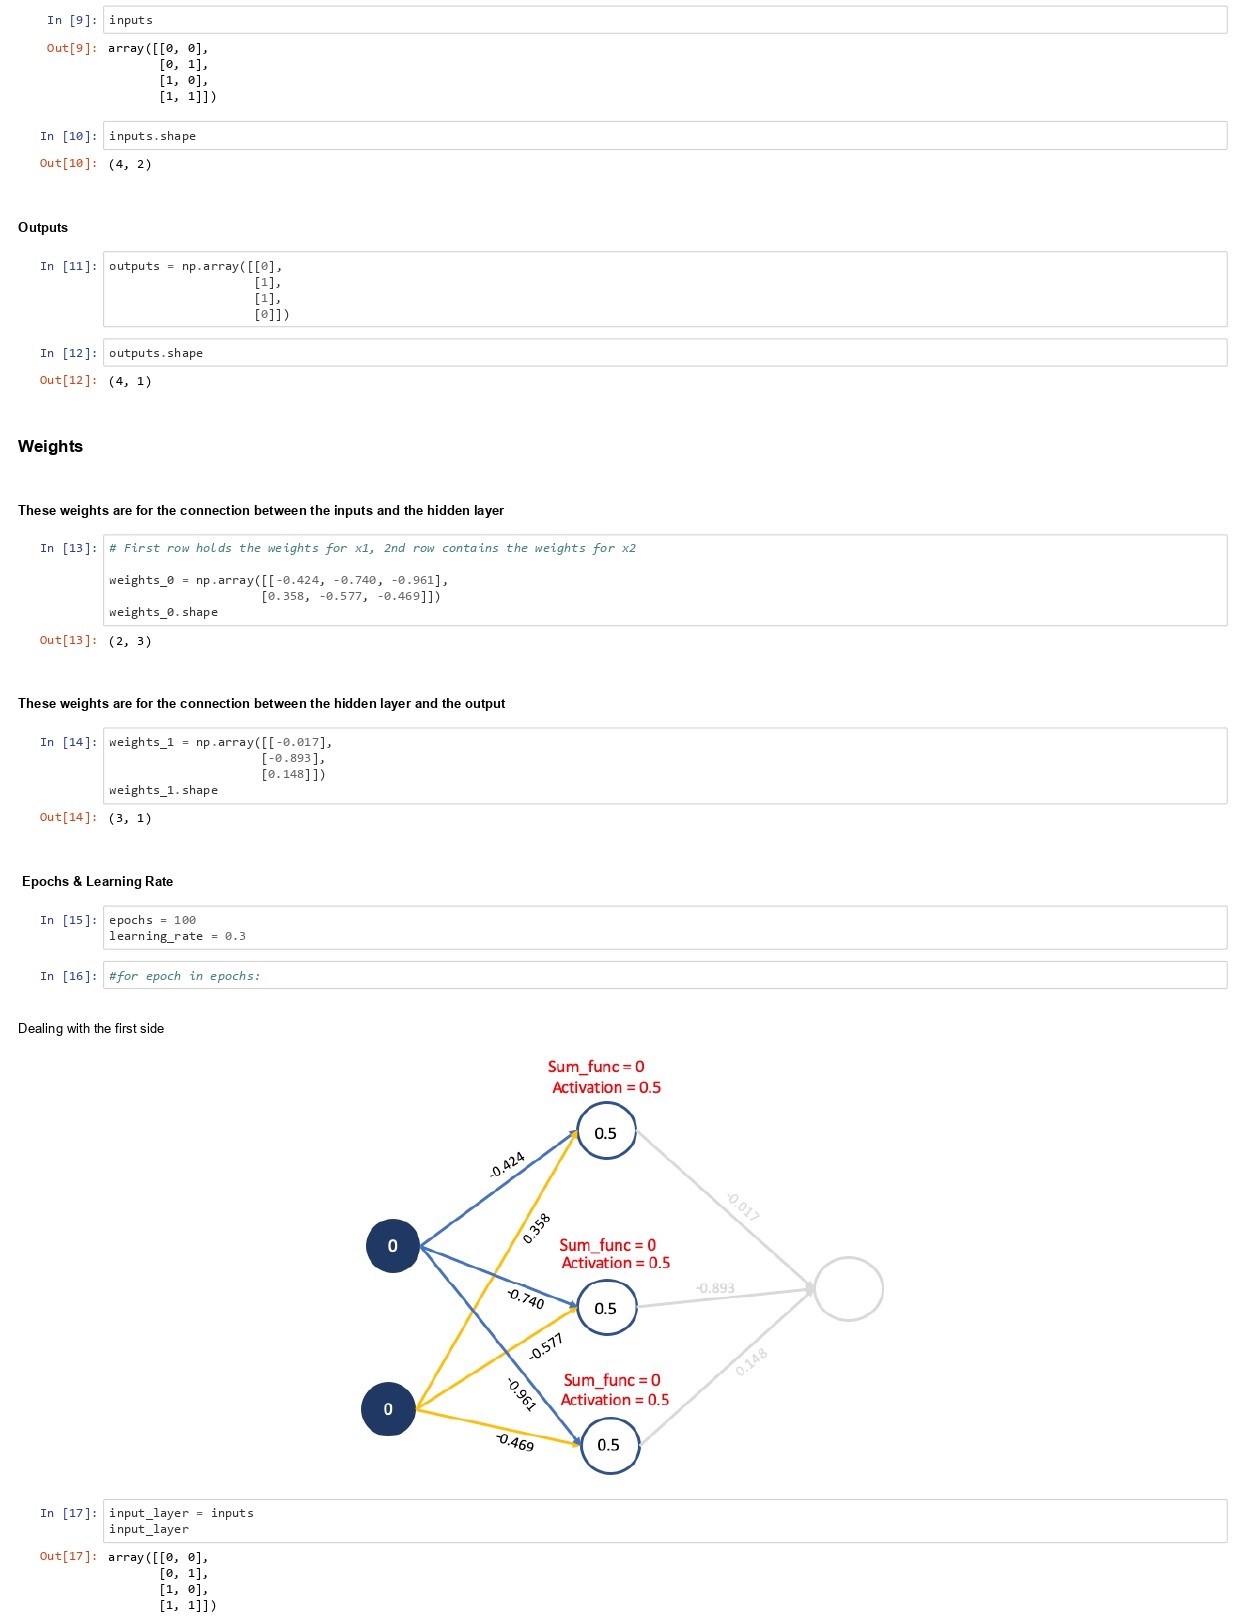 In [9]: inputs
Out[9]: array([[0, 0],
[0, 1],
[1, 0],
[1, 1]])
In [10]: inputs.shape
Out[10]: (4, 2)
Outputs
In [11]: outputs = np.array([[0],
[1],
[1],
[0]])
In [12]: outputs.shape
Out[12]: (4, 1)
Weights
These weights are for the connection between the inputs and the hidden layer
In [13]: # First row holds the weights for x1, 2nd row contains the weights for x2
weights_0 = np.array([[-0.424, -0.740, -0.961],
[0.358, -0.577, -0.469]])
weights_0.shape
Out[13]: (2, 3)
These weights are for the connection between the hidden layer and the output
In [14]: weights_1 = np.array([[-0.017],
[-0.893],
[0.148]])
weights_1.shape
Out[14]: (3, 1)
Epochs & Learning Rate
In [15]: epochs = 100
learning_rate = 0.3
In [16]: #for epoch in epochs:
Dealing with the first side
Sum_func = 0
Activation = 0.5
0.5
-0.424
-0.017
0.358
0
Sum_func = 0
Activation = 0.5
-0.740
0.5
-0.893
-0.577
0.148
-0.961
Sum_func = 0
Activation = 0.5
0
-0.469
0.5
In [17]: input_layer = inputs
input_layer
Out[17]: array([[0, 0],
[0, 1],
[1, 0],
[1, 1]])